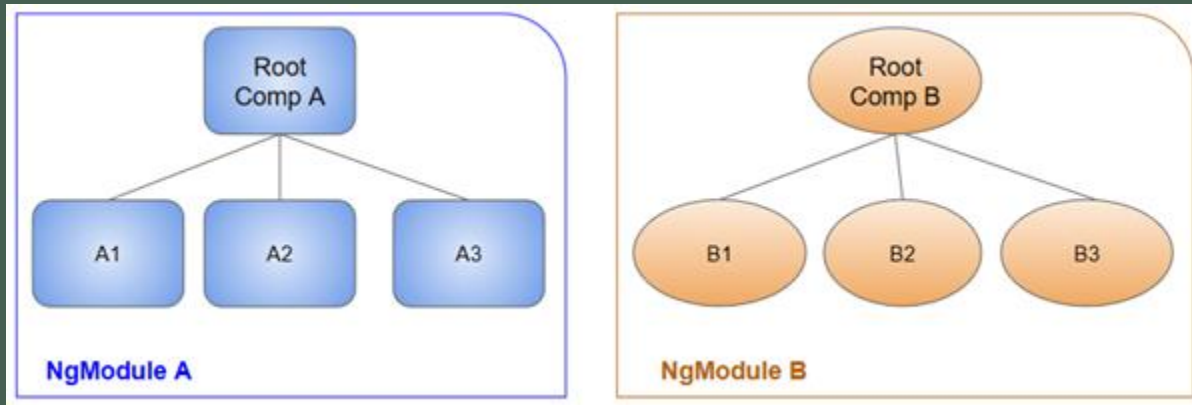 Root
Comp A
A1
A2
A3
NgModule A
Root
Comp B
B1
B2
B3
NgModule B